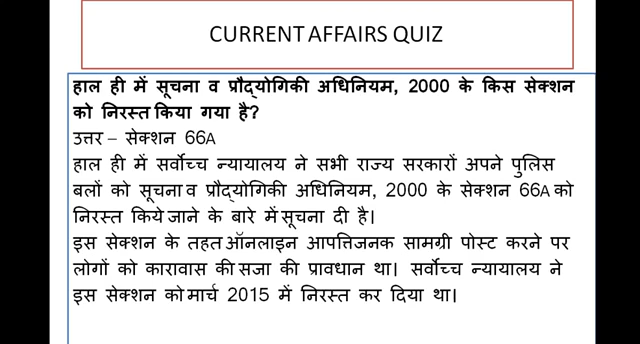 CURRENT AFFAIRS QUIZ
हाल ही में सूचना व प्रौद्योगिकी अधिनियम, 2000 के किस सेक्शन
को निरस्त किया गया है?
उत्तर – सेक्शन 66A
हाल ही में सर्वोच्च न्यायालय ने सभी राज्य सरकारों अपने पुलिस
बलों को सूचना व प्रौद्योगिकी अधिनियम, 2000 के सेक्शन 66A को
निरस्त किये जाने के बारे में सूचना दी है।
इस सेक्शन के तहत ऑनलाइन आपत्तिजनक सामग्री पोस्ट करने पर
लोगों को कारावास की सजा की प्रावधान था। सर्वोच्च न्यायालय ने
इस सेक्शन को मार्च 2015 में निरस्त कर दिया था।